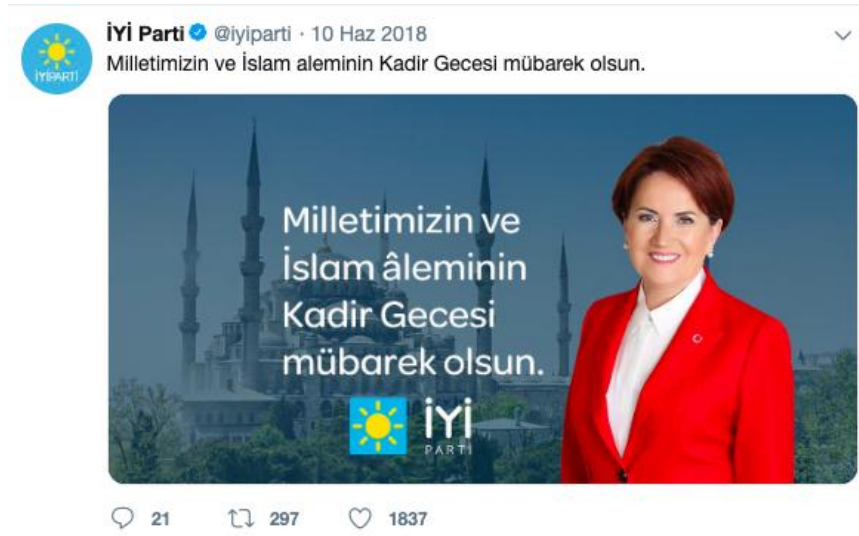 İYİ Parti @iyiparti · 10 Haz 2018
Milletimizin ve İslam aleminin Kadir Gecesi mübarek olsun.
İYİPARTİ
Milletimizin ve
İslam âleminin
Kadir Gecesi
mübarek olsun.
İYİ
PARTİ
21 297 1837